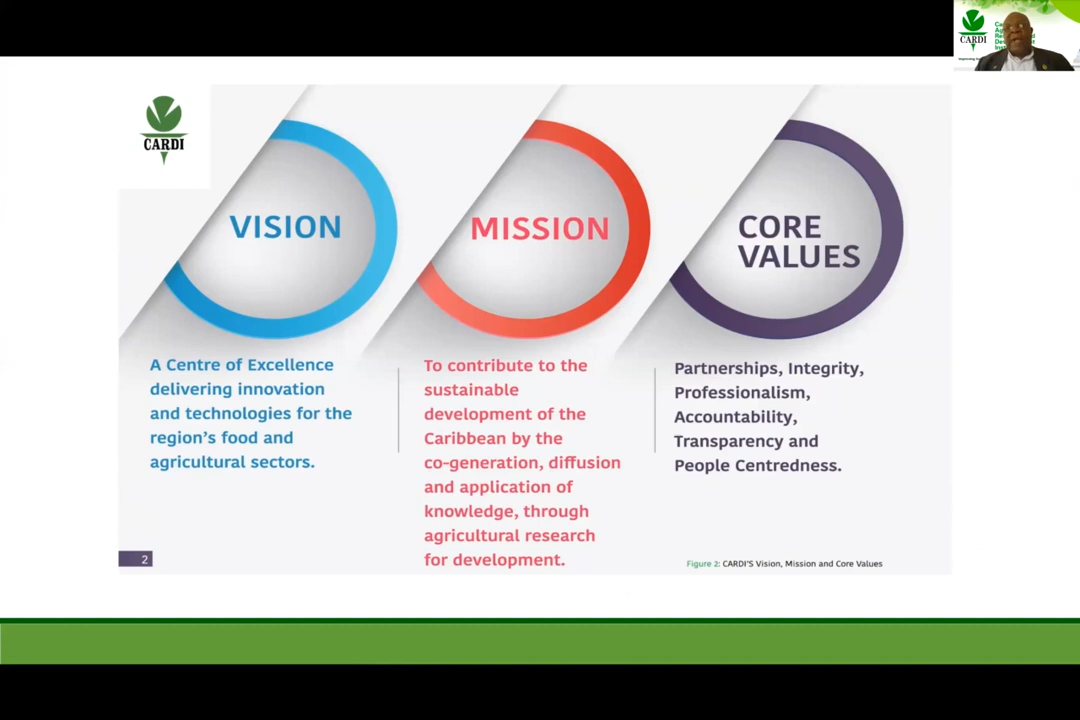 CARDI
CARDI
VISION
A Centre of Excellence
delivering innovation
and technologies for the
region's food and
agricultural sectors.
MISSION
To contribute to the
sustainable
development of the
Caribbean by the
co-generation, diffusion
and application of
knowledge, through
agricultural research
for development.
CORE
VALUES
Partnerships, Integrity,
Professionalism,
Accountability,
Transparency and
People Centredness.
2
Figure 2: CARDI'S Vision, Mission and Core Values